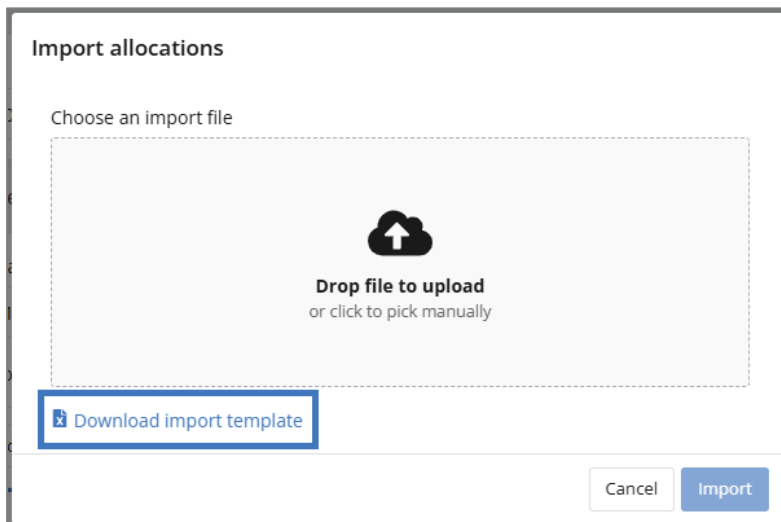 Import allocations
Choose an import file
Drop file to upload
or click to pick manually
Download import template
Cancel
Import